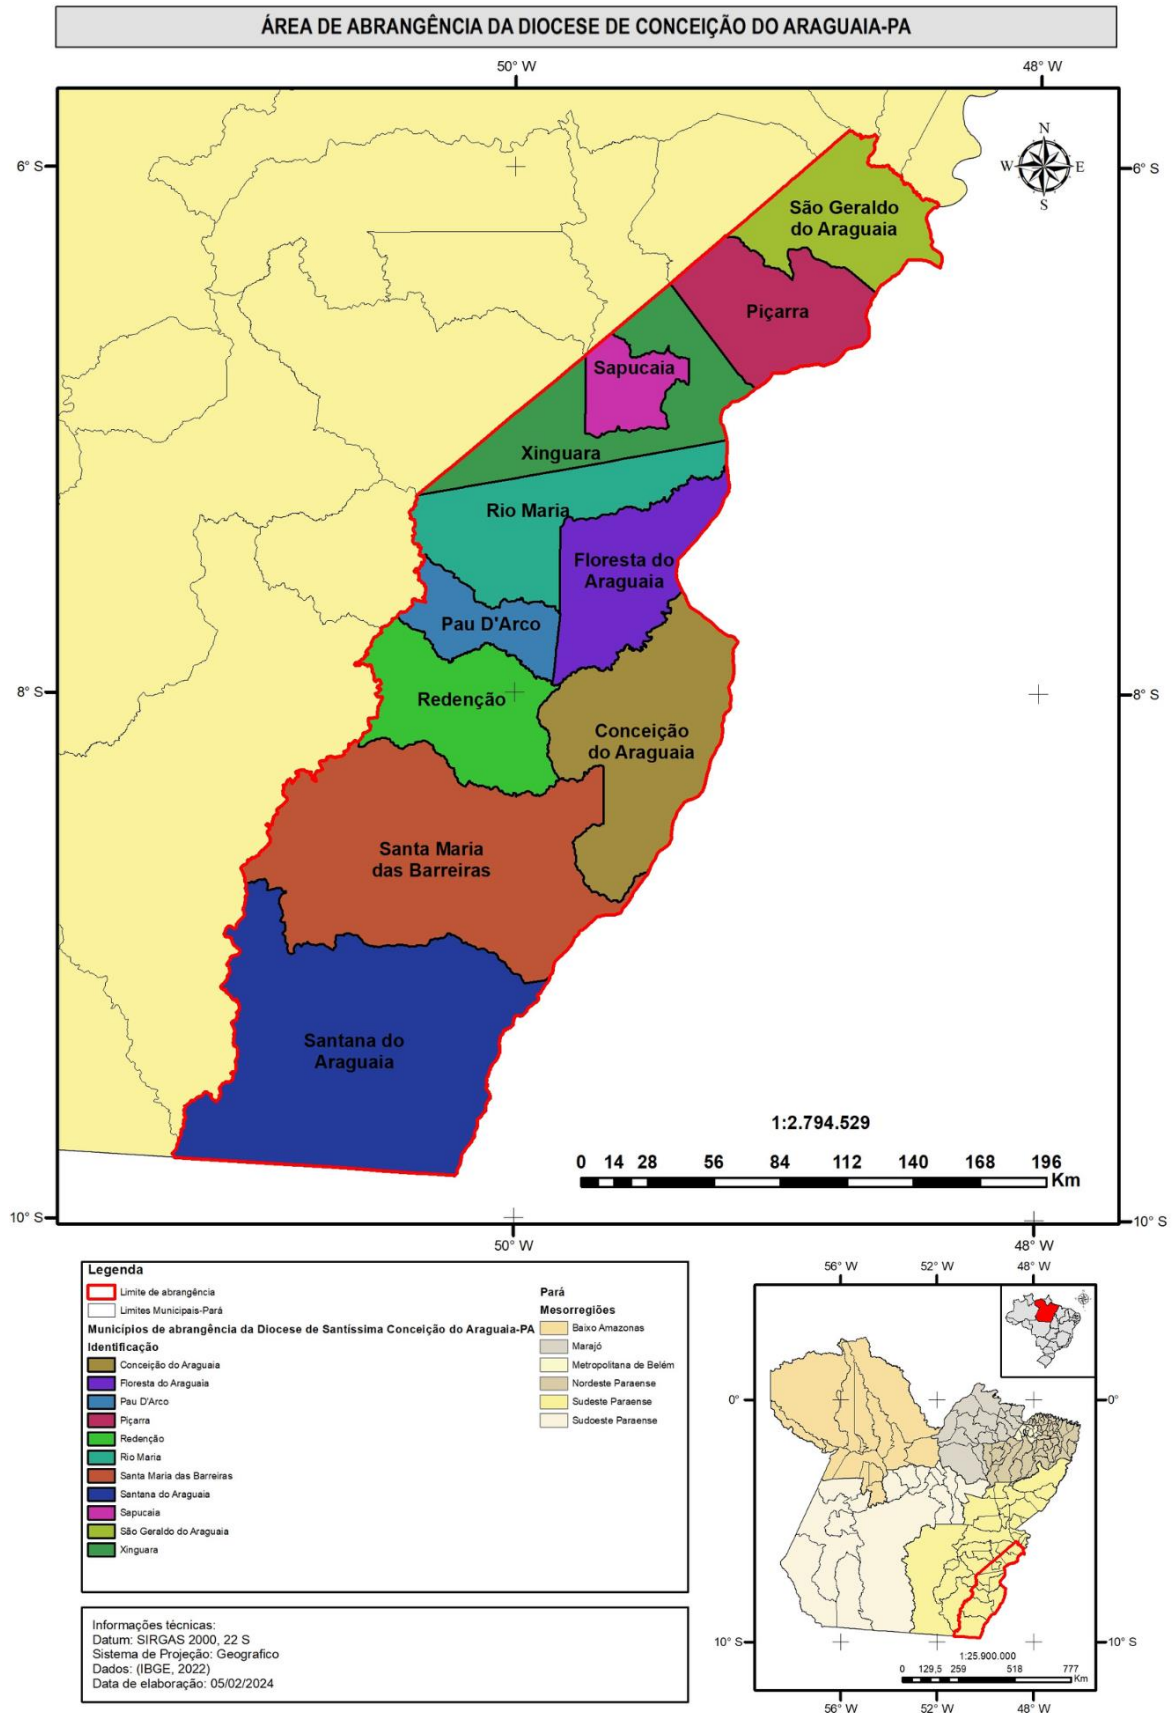 ÁREA DE ABRANGÊNCIA DA DIOCESE DE CONCEIÇÃO DO ARAGUAIA-PA
50° W
48° W
6° S
6° S
N
W
E
S
São Geraldo
do Araguaia
Piçarra
Sapucaia
Xinguara
Rio Maria
Floresta do
Araguaia
Pau D'Arco
Redenção
8° S
8° S
Conceição
do Araguaia
Santa Maria
das Barreiras
Santana do
Araguaia
1:2.794.529
0 14 28 56 84 112 140 168 196
Km
10° S
10° S
50° W
48° W
Legenda
Limite de abrangência
Limites Municipais-Pará
Municípios de abrangência da Diocese de Santíssima Conceição do Araguaia-PA
Identificação
Conceição do Araguaia
Floresta do Araguaia
Pau D'Arco
Piçarra
Redenção
Rio Maria
Santa Maria das Barreiras
Santana do Araguaia
Sapucaia
São Geraldo do Araguaia
Xinguara
Pará
Mesorregiões
Baixo Amazonas
Marajó
Metropolitana de Belém
Nordeste Paraense
Sudeste Paraense
Sudoeste Paraense
56° W
52° W
48° W
0°
0°
10° S
10° S
1:25.900.000
0 129,5 259 518 777
Km
56° W
52° W
48° W
Informações técnicas:
Datum: SIRGAS 2000, 22 S
Sistema de Projeção: Geografico
Dados: (IBGE, 2022)
Data de elaboração: 05/02/2024